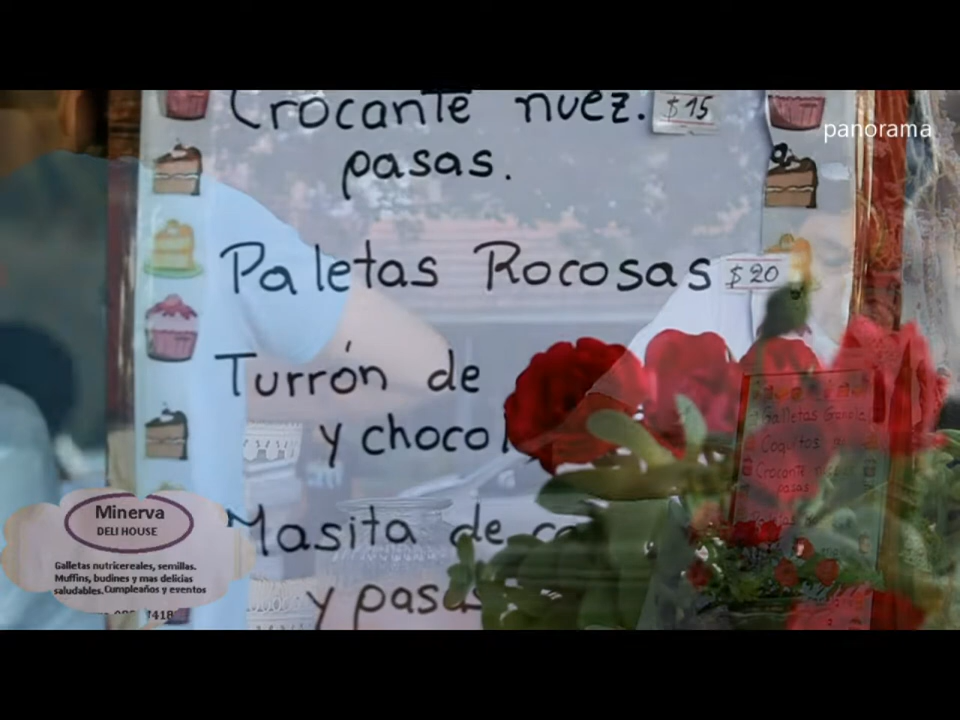 Crocante nuez. $15
pasas.
panorama
Paletas Rocosas $20
Turrón de
y choco
Masita de
y pasas
Galletas
Coquitos
Crocante
pasas
Minerva
DELI HOUSE
Galletas nutricereales, semillas.
Muffins, budines y mas delicias
saludables.Cumpleaños y eventos